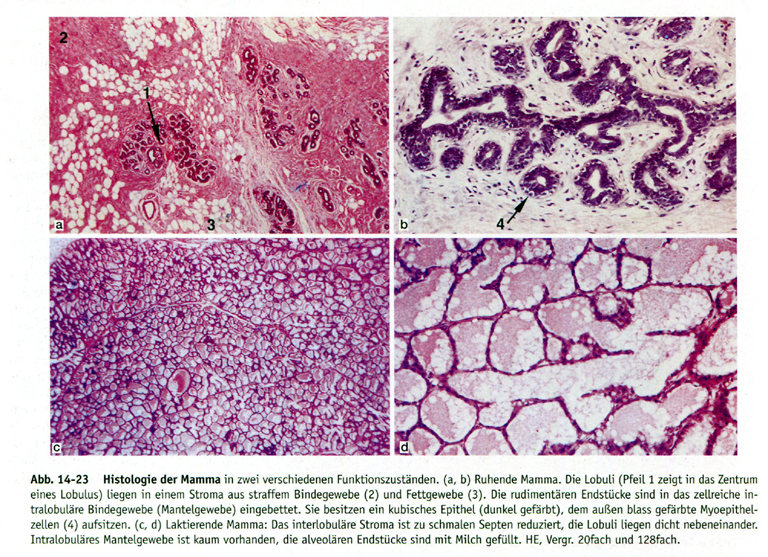 2
1
3
a
4
b
c
d
Abb. 14-23 Histologie der Mamma in zwei verschiedenen Funktionszuständen. (a, b) Ruhende Mamma. Die Lobuli (Pfeil 1 zeigt in das Zentrum
eines Lobulus) liegen in einem Stroma aus straffem Bindegewebe (2) und Fettgewebe (3). Die rudimentären Endstücke sind in das zellreiche in-
tralobuläre Bindegewebe (Mantelgewebe) eingebettet. Sie besitzen ein kubisches Epithel (dunkel gefärbt), dem außen blass gefärbte Myoepithel-
zellen (4) aufsitzen. (c, d) Laktierende Mamma: Das interlobuläre Stroma ist zu schmalen Septen reduziert, die Lobuli liegen dicht nebeneinander.
Intralobuläres Mantelgewebe ist kaum vorhanden, die alveolären Endstücke sind mit Milch gefüllt. HE, Vergr. 20fach und 128fach.